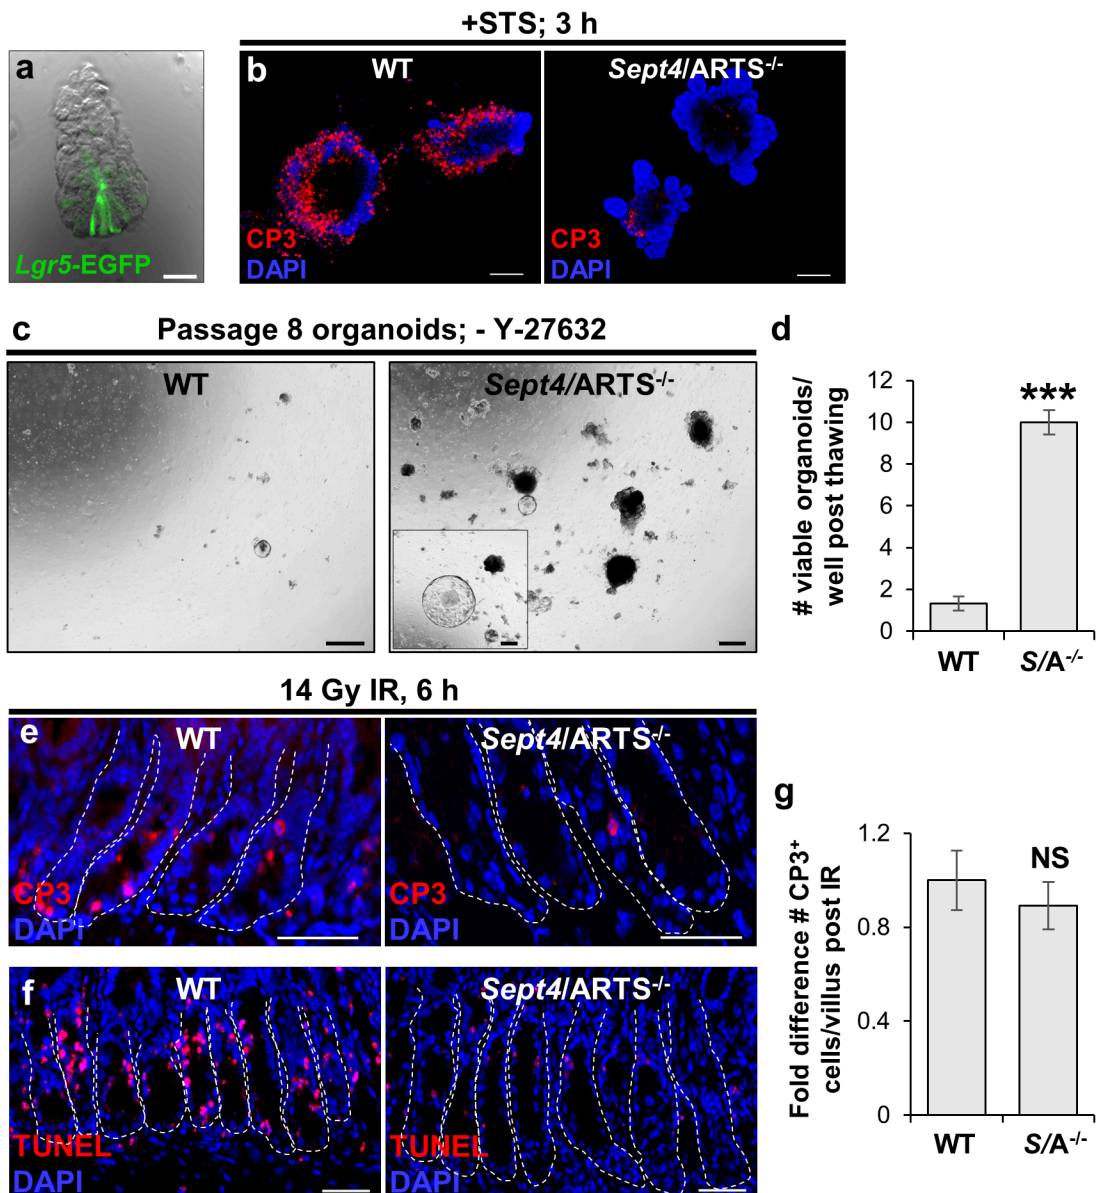 +STS; 3 h
a
Lgr5-EGFP
b
WT
CP3
DAPI
Sept4/ARTS-/-
CP3
DAPI
c
Passage 8 organoids; - Y-27632
WT
Sept4/ARTS-/-
d
# viable organoids/
well post thawing
12
10
8
6
4
2
0
***
WT
S/A-/-
14 Gy IR, 6 h
e
WT
CP3
DAPI
Sept4/ARTS-/-
CP3
DAPI
f
WT
TUNEL
DAPI
Sept4/ARTS-/-
TUNEL
DAPI
g
Fold difference # CP3+
cells/villus post IR
1.2
0.8
0.4
0
NS
WT
S/A-/-